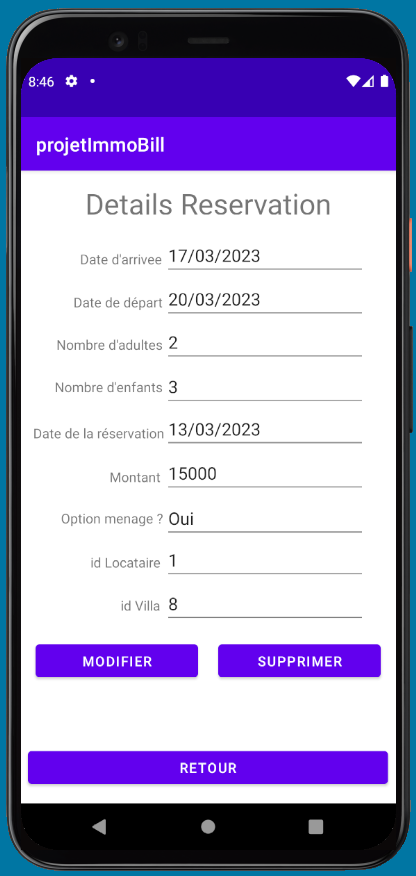 8:46
projetImmoBill
Details Reservation
Date d'arrivee 17/03/2023
Date de départ 20/03/2023
Nombre d'adultes 2
Nombre d'enfants 3
Date de la réservation 13/03/2023
Montant 15000
Option menage ? Oui
id Locataire 1
id Villa 8
MODIFIER SUPPRIMER
RETOUR